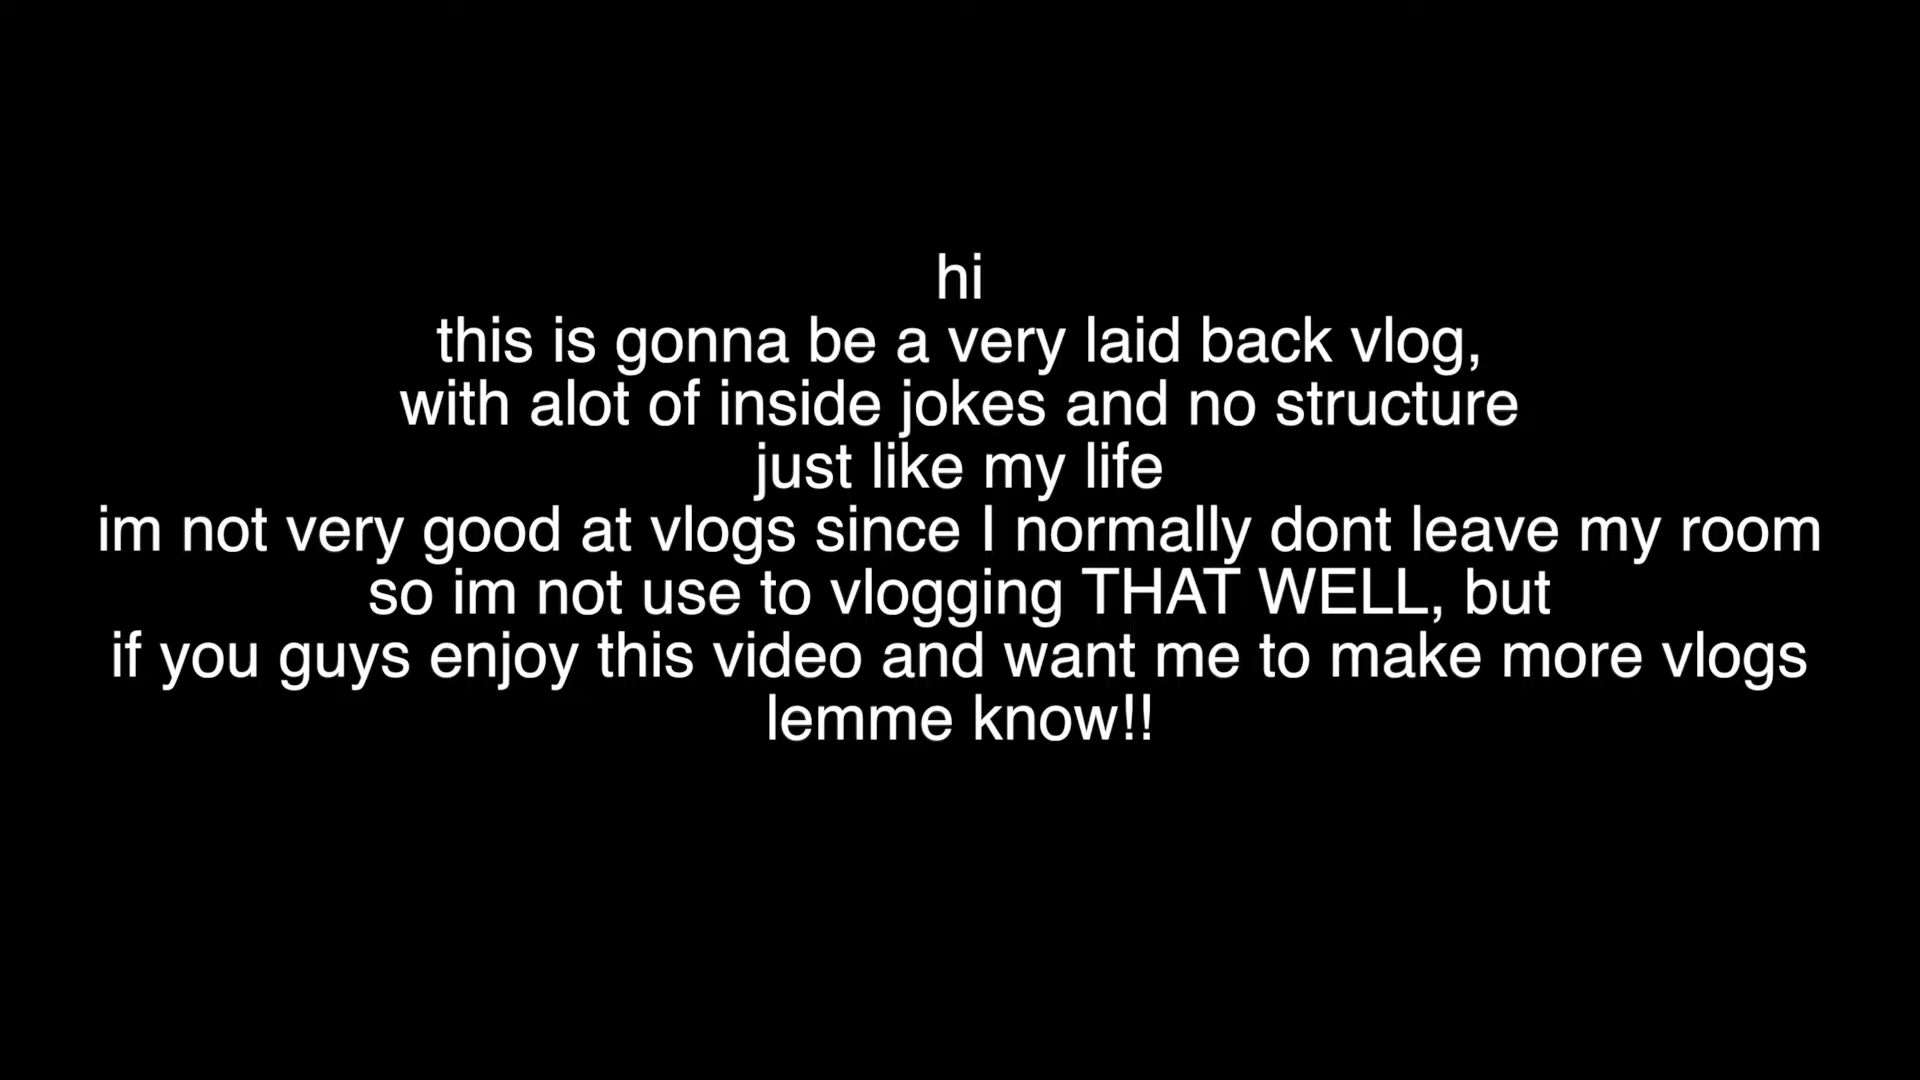 hi
this is gonna be a very laid back vlog,
with alot of inside jokes and no structure
just like my life
im not very good at vlogs since I normally dont leave my room
so im not use to vlogging THAT WELL, but
if you guys enjoy this video and want me to make more vlogs
lemme know!!